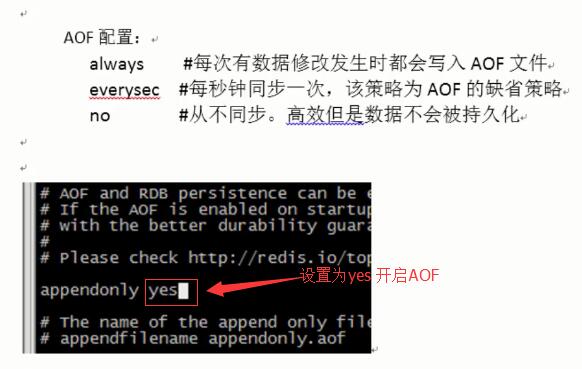 AOF 配置：
always #每次有数据修改发生时都会写入 AOF 文件
everysec #每秒钟同步一次，该策略为 AOF 的缺省策略
no #从不同步。高效但是数据不会被持久化
# AOF and RDB persistence can be e
# If the AOF is enabled on startup
# with the better durability guara
#
# Please check http://redis.io/top
设置为yes 开启AOF
appendonly yes
# The name of the append only file
# appendfilename appendonly.aof